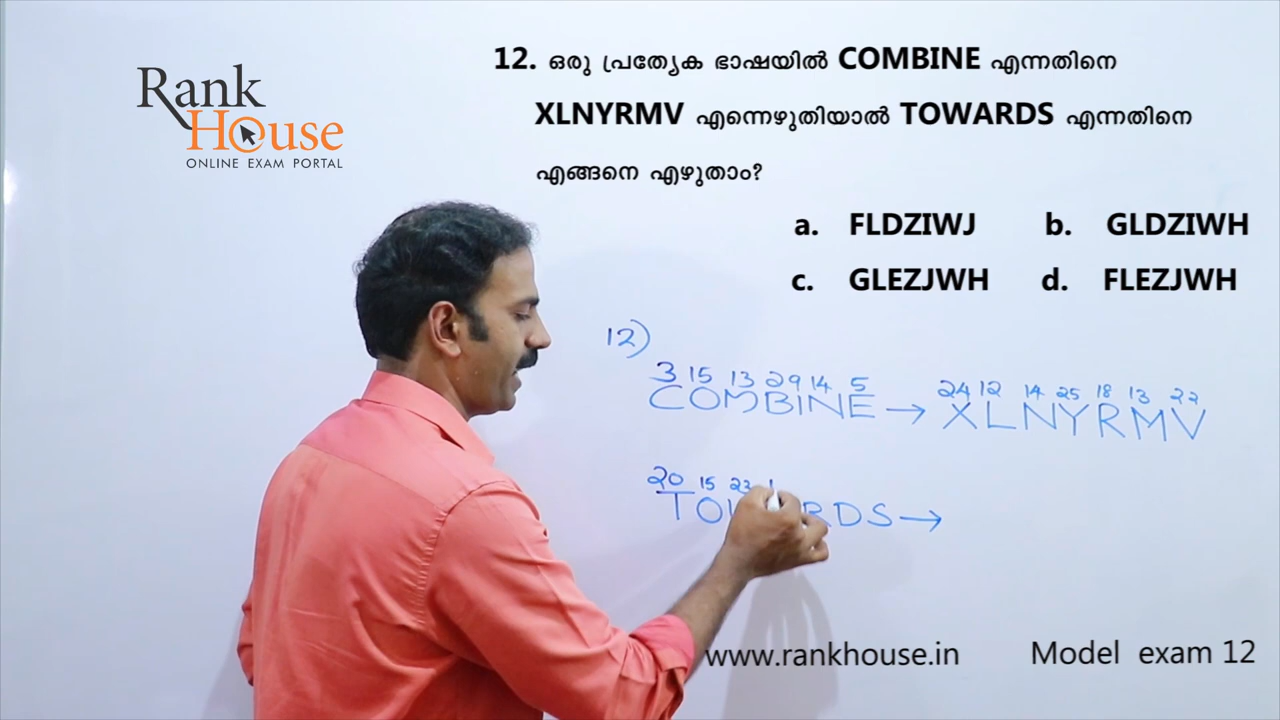 Rank
House
ONLINE EXAM PORTAL
12. ഒരു പ്രത്യേക ഭാഷയിൽ COMBINE എന്നതിനെ
XLNYRMV എന്നെഴുതിയാൽ TOWARDS എന്നതിനെ
എങ്ങനെ എഴുതാം?
a. FLDZIWJ b. GLDZIWH
c. GLEZJWH d. FLEZJWH
12)
3 15 13 2 9 14 5 24 12 14 25 18 13 22
COMBINE → XLNYRMV
20 15 23 1
RDS →
www.rankhouse.in Model exam 12